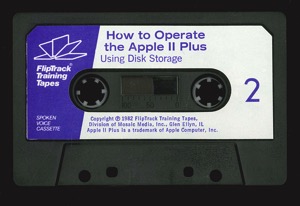 How to Operate
the Apple II Plus
Using Disk Storage
FlipTrack®
Training
Tapes
SPOKEN
VOICE
CASSETTE
2
Copyright © 1982 FlipTrack Training Tapes,
Division of Mosaic Media, Inc., Glen Ellyn, IL
Apple II Plus is a trademark of Apple Computer, Inc.